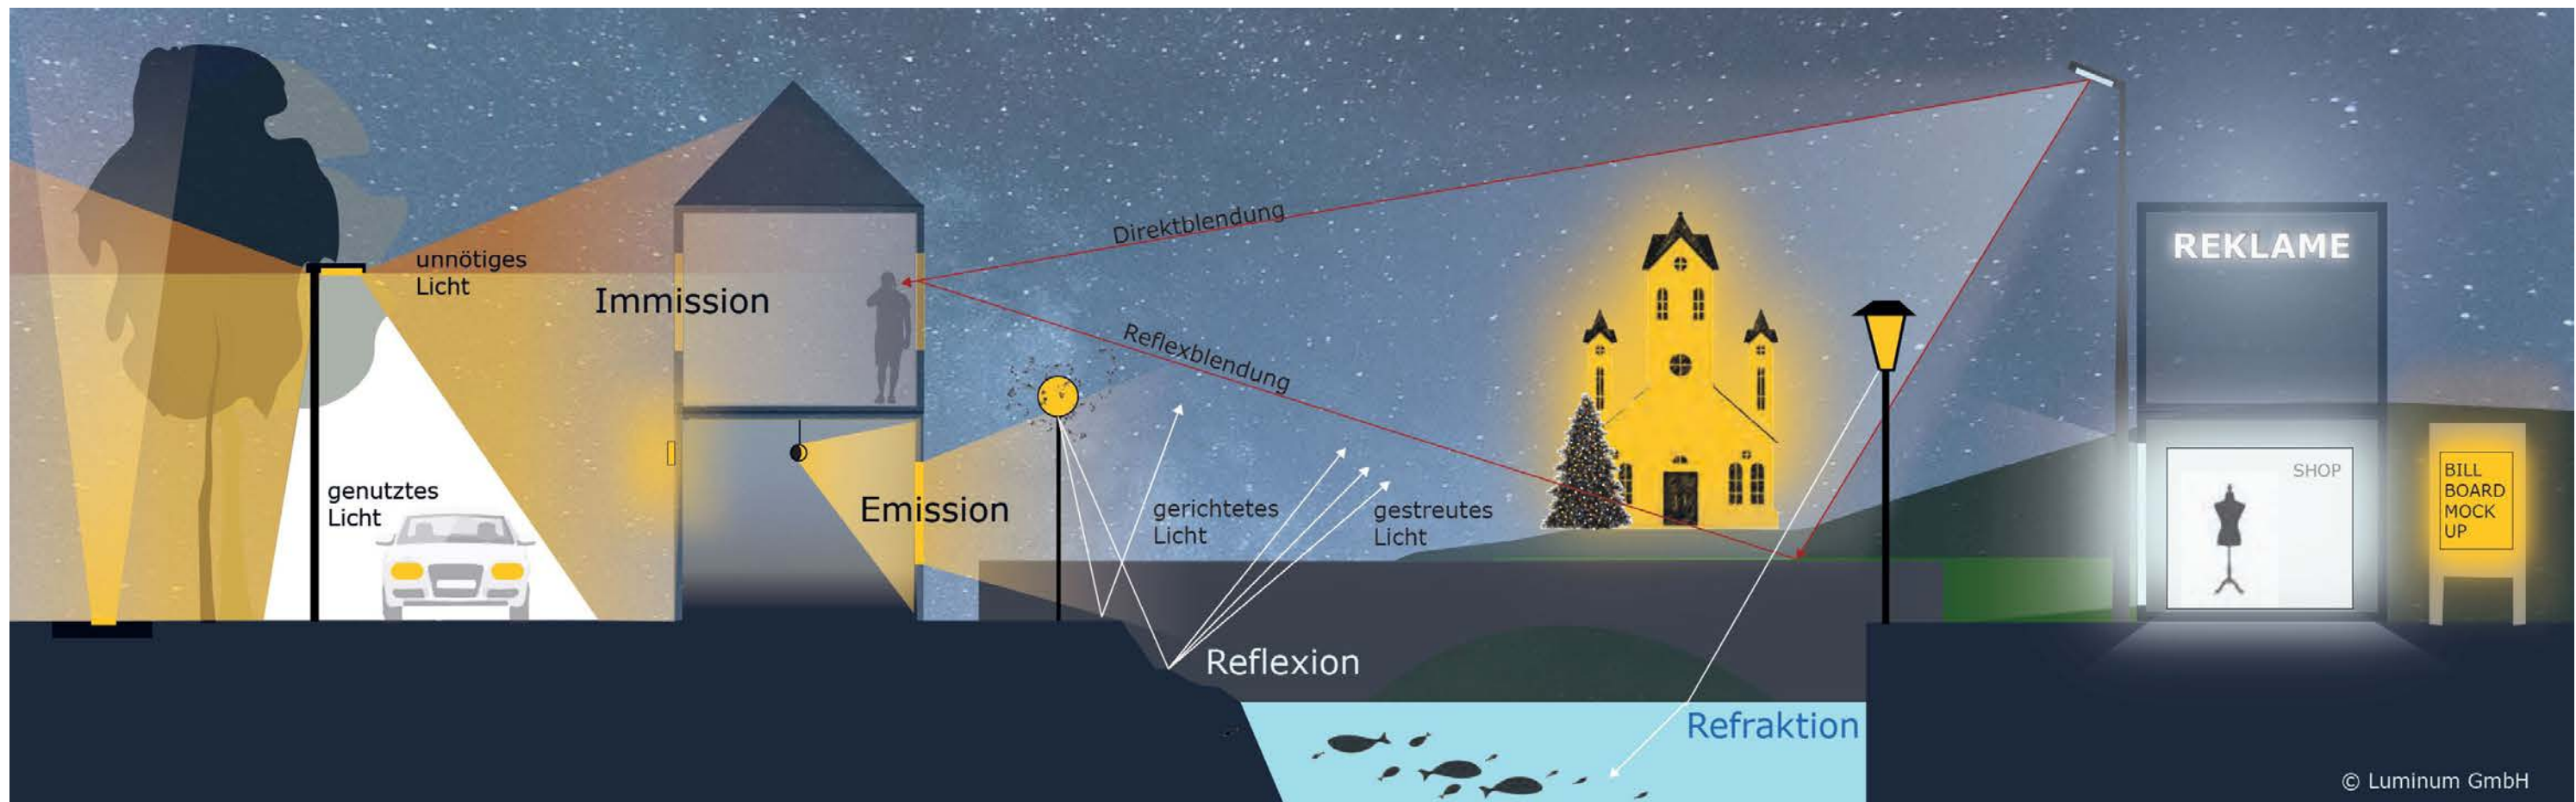 unnötiges
Licht
Immission
genutztes
Licht
Emission
Direktblendung
Reflexblendung
gerichtetes
Licht
gestreutes
Licht
Reflexion
Refraktion
REKLAME
SHOP
BILL
BOARD
MOCK
UP
© Luminum GmbH